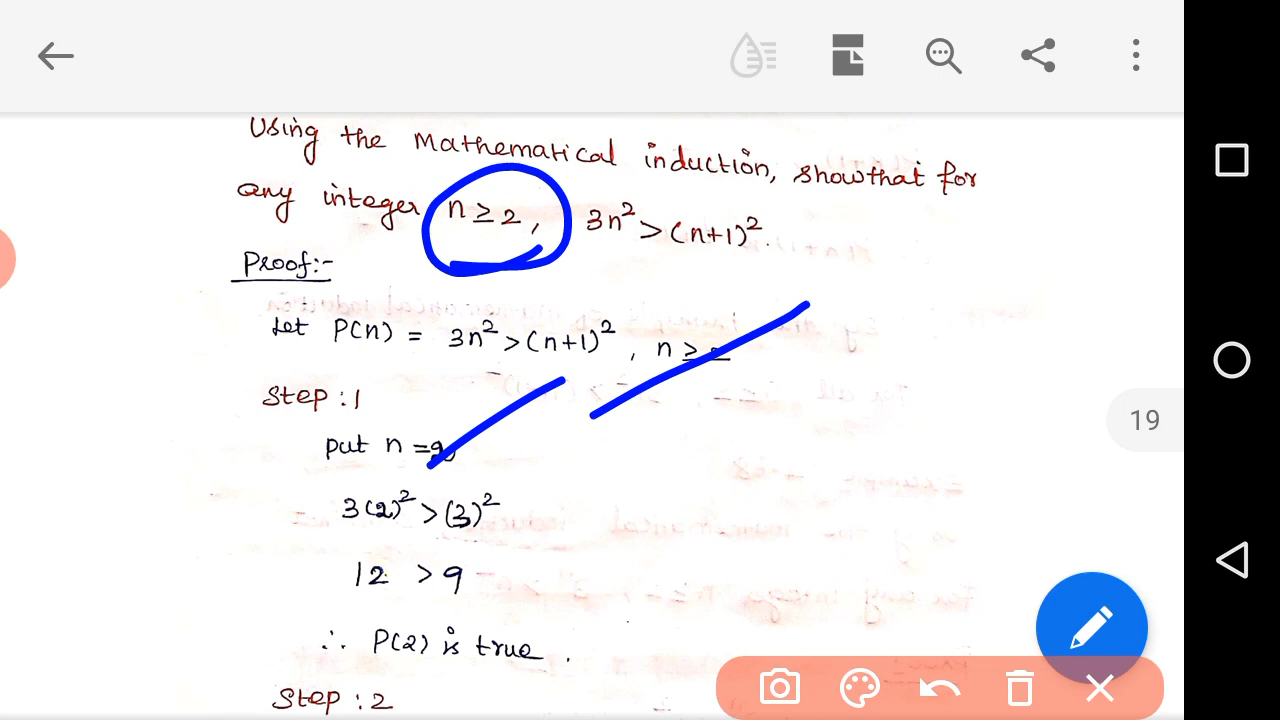 Using the Mathematical induction, show that for
any integer n ≥ 2, 3n² > (n+1)².
Proof:-
Let P(n) = 3n² > (n+1)², n ≥ 2
Step : 1
put n = 2
3(2)² > (3)²
12 > 9
∴ P(2) is true.
Step : 2
19